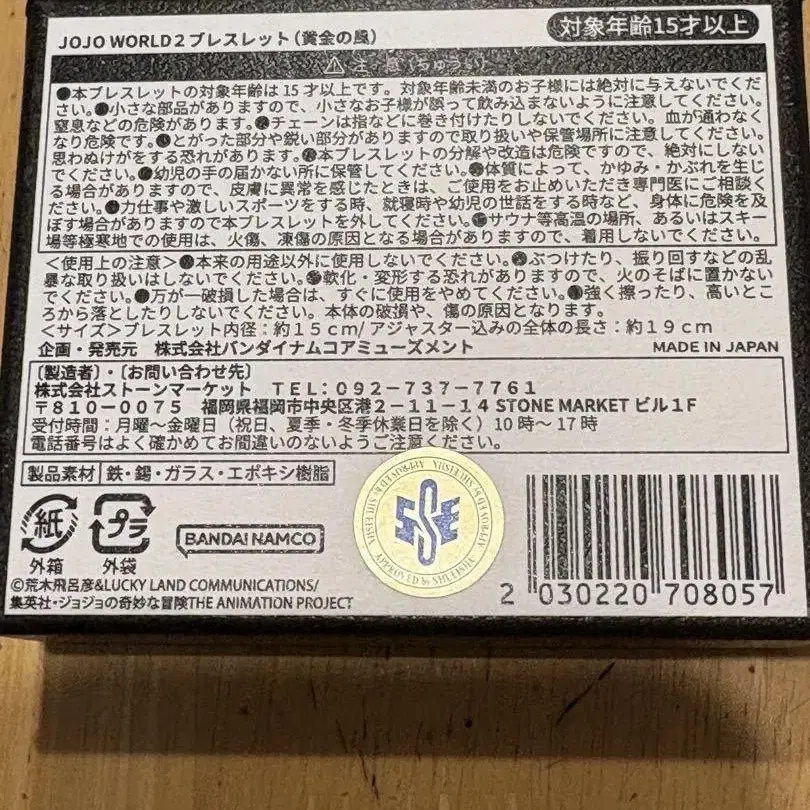 JOJO WORLD2 ブレスレット(黄金の風)
対象年齢15才以上
⚠注 意 (ちゅうい)
●本ブレスレットの対象年齢は15才以上です。対象年齢未満のお子様には絶対に与えないでくだ
さい。●小さな部品がありますので、小さなお子様が誤って飲み込まないように注意してください。
窒息などの危険があります。●チェーンは指などに巻き付けたりしないでください。血が通わなく
なり危険です。●とがった部分や鋭い部分がありますので取り扱いや保管場所に注意してください。
思わぬけがをする恐れがあります。●本ブレスレットの分解や改造は危険ですので、絶対にしない
でください。●幼児の手の届かない所に保管してください。●体質によって、かゆみ・かぶれを生じ
る場合がありますので、皮膚に異常を感じたときは、ご使用をお止めいただき専門医にご相談くだ
さい。●力仕事や激しいスポーツをする時、就寝時や幼児の世話をする時など、身体に危険を及
ぼす場合がありますので本ブレスレットを外してください。●サウナ等高温の場所、あるいはスキー
場等極寒地での使用は、火傷、凍傷の原因となる場合がありますので、着用しないでください。
<使用上の注意>●本来の用途以外に使用しないでください。●ぶつけたり、振り回すなどの乱
暴な取り扱いはしないでください。●軟化・変形する恐れがありますので、火のそばに置かない
でください。●万が一破損した場合は、すぐに使用をやめてください。●強く擦ったり、高いとこ
ろから落としたりしないでください。本体の破損や、傷の原因となります。
<サイズ>ブレスレット内径:約15cm/アジャスター込みの全体の長さ:約19cm
企画・発売元 株式会社バンダイナムコアミューズメント
MADE IN JAPAN
〔製造者〕・〔お問い合わせ先〕
株式会社ストーンマーケット TEL:092-737-7761
〒810-0075 福岡県福岡市中央区港2-11-14 STONE MARKET ビル1F
受付時間:月曜〜金曜日(祝日、夏季・冬季休業日を除く)10時〜17時
電話番号はよく確かめてお間違いのないようご注意ください。
製品素材 鉄・錫・ガラス・エポキシ樹脂
紙
外箱
プラ
外袋
BANDAI NAMCO
APPROVED by SHUEISHA
APPROVED by SHUEISHA
©荒木飛呂彦&LUCKY LAND COMMUNICATIONS/
集英社・ジョジョの奇妙な冒険THE ANIMATION PROJECT
2 030220 708057